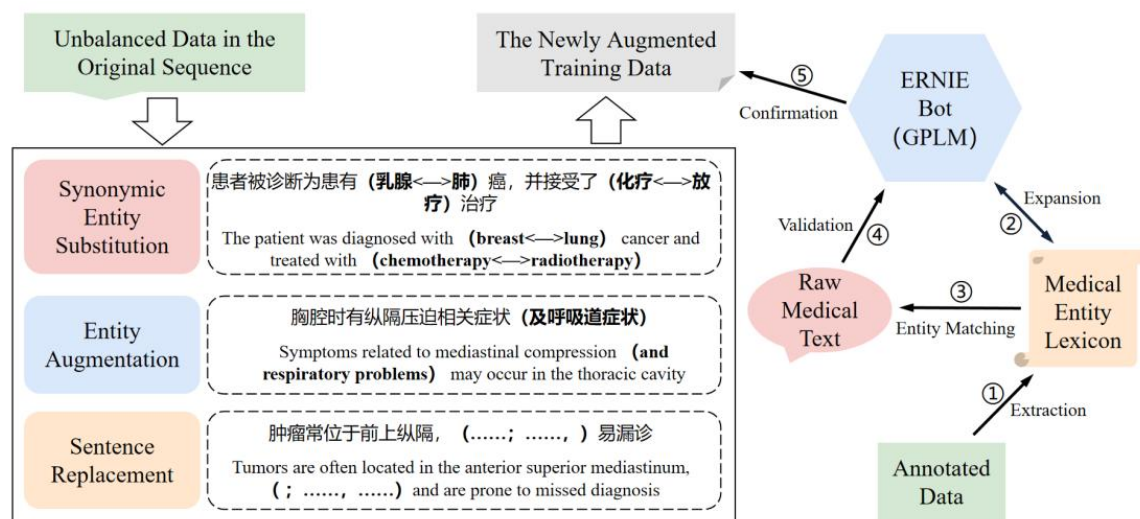 Unbalanced Data in the
Original Sequence
The Newly Augmented
Training Data
Synonymic
Entity
Substitution
患者被诊断为患有（乳腺<—>肺）癌，并接受了（化疗<—>放
疗）治疗
The patient was diagnosed with （breast<—>lung） cancer and
treated with （chemotherapy<—>radiotherapy）
Entity
Augmentation
胸腔时有纵隔压迫相关症状（及呼吸道症状）
Symptoms related to mediastinal compression （and
respiratory problems） may occur in the thoracic cavity
Sentence
Replacement
肿瘤常位于前上纵隔，（……；……，）易漏诊
Tumors are often located in the anterior superior mediastinum,
（；……，……）and are prone to missed diagnosis
ERNIE
Bot
(GPLM)
⑤
Confirmation
Validation
④
Expansion
②
Raw
Medical
Text
③
Entity Matching
Medical
Entity
Lexicon
①
Extraction
Annotated
Data